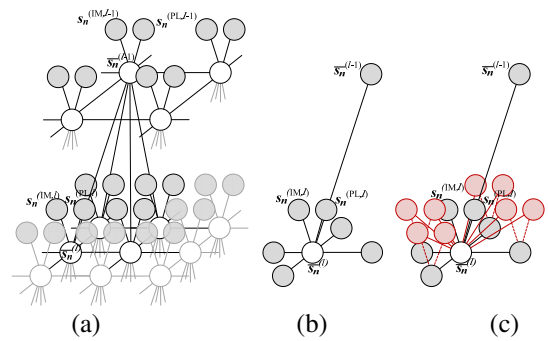 s_n^(IM,l-1) s_n^(PL,l-1)
s̄_n^(l-1)
s_n^(IM,l) s_n^(PL,l)
s̄_n^(l)
s̄_n^(l-1)
s_n^(IM,l) s_n^(PL,l)
s̄_n^(l)
s̄_n^(l-1)
s_n^(IM,l) s_n^(PL,l)
s̄_n^(l)
(a) (b) (c)